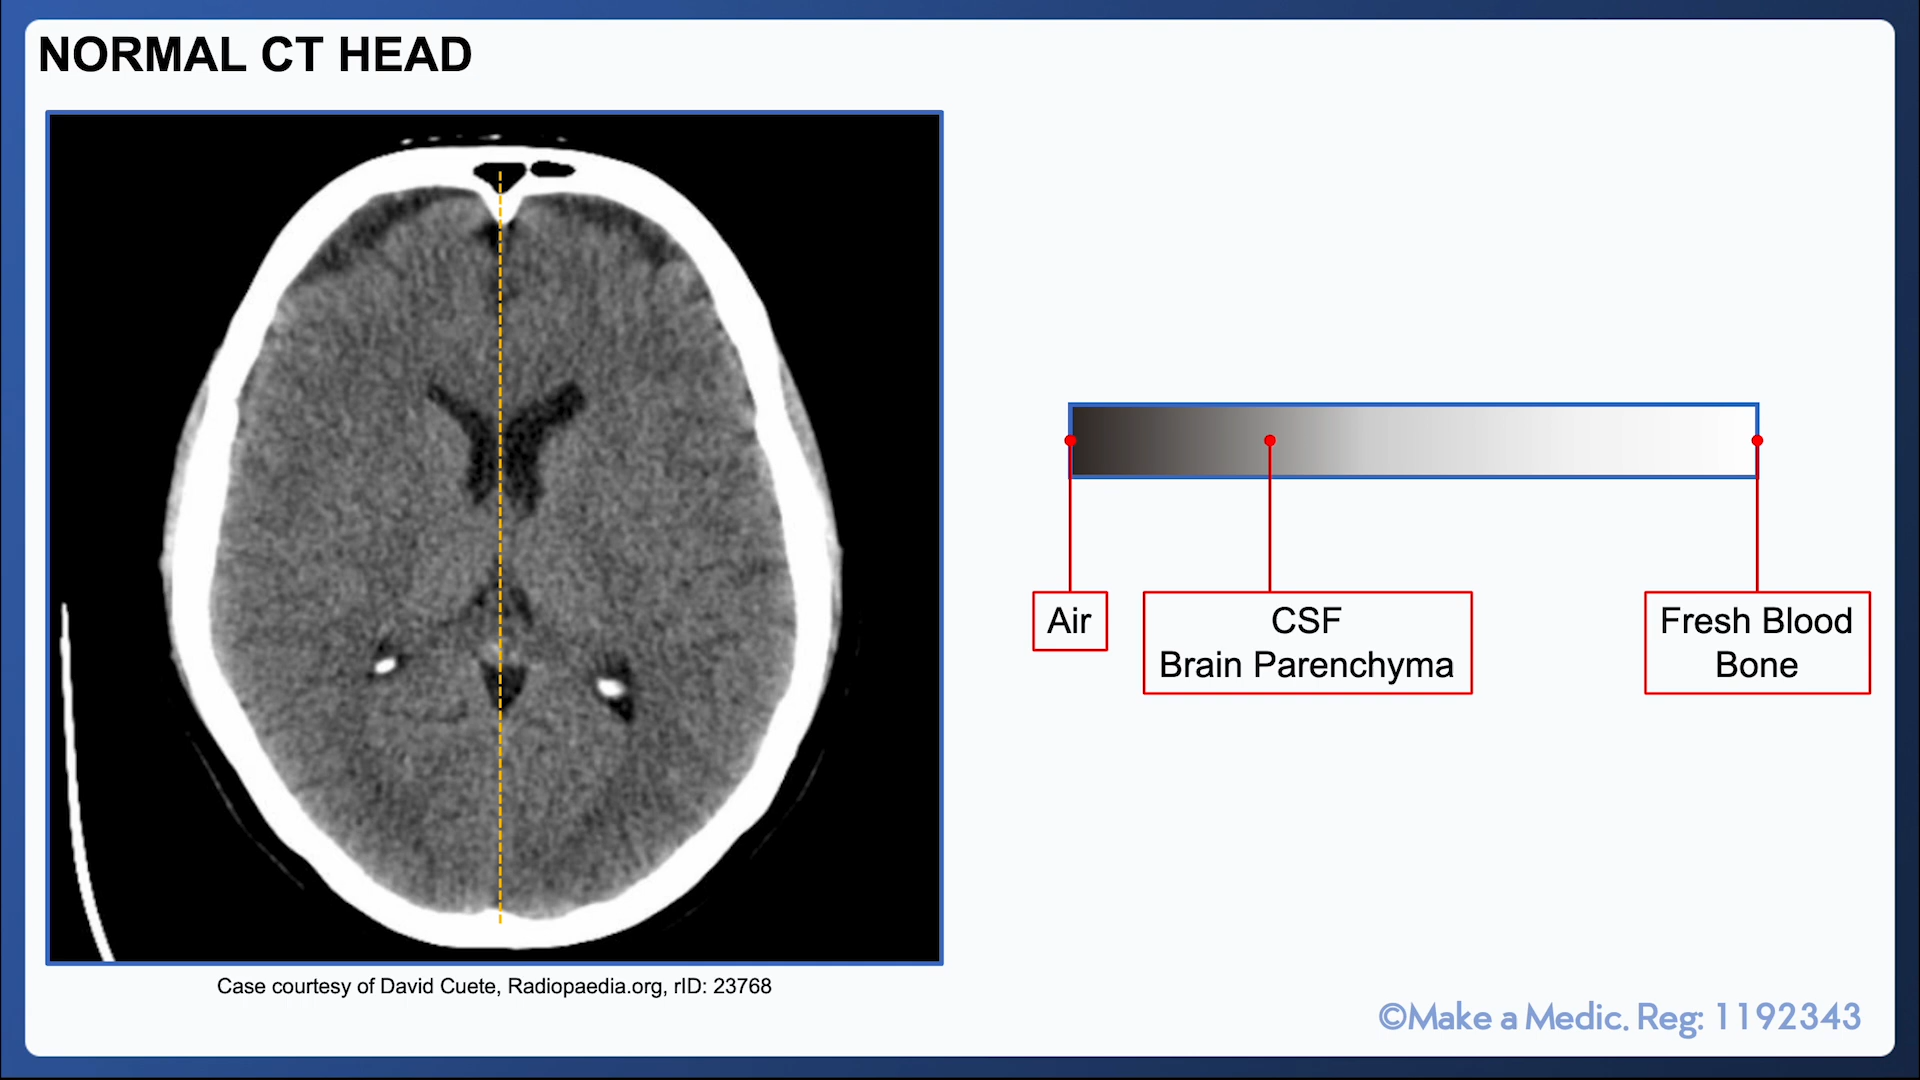 NORMAL CT HEAD
Air
CSF
Brain Parenchyma
Fresh Blood
Bone
Case courtesy of David Cuete, Radiopaedia.org, rID: 23768
©Make a Medic. Reg: 1192343